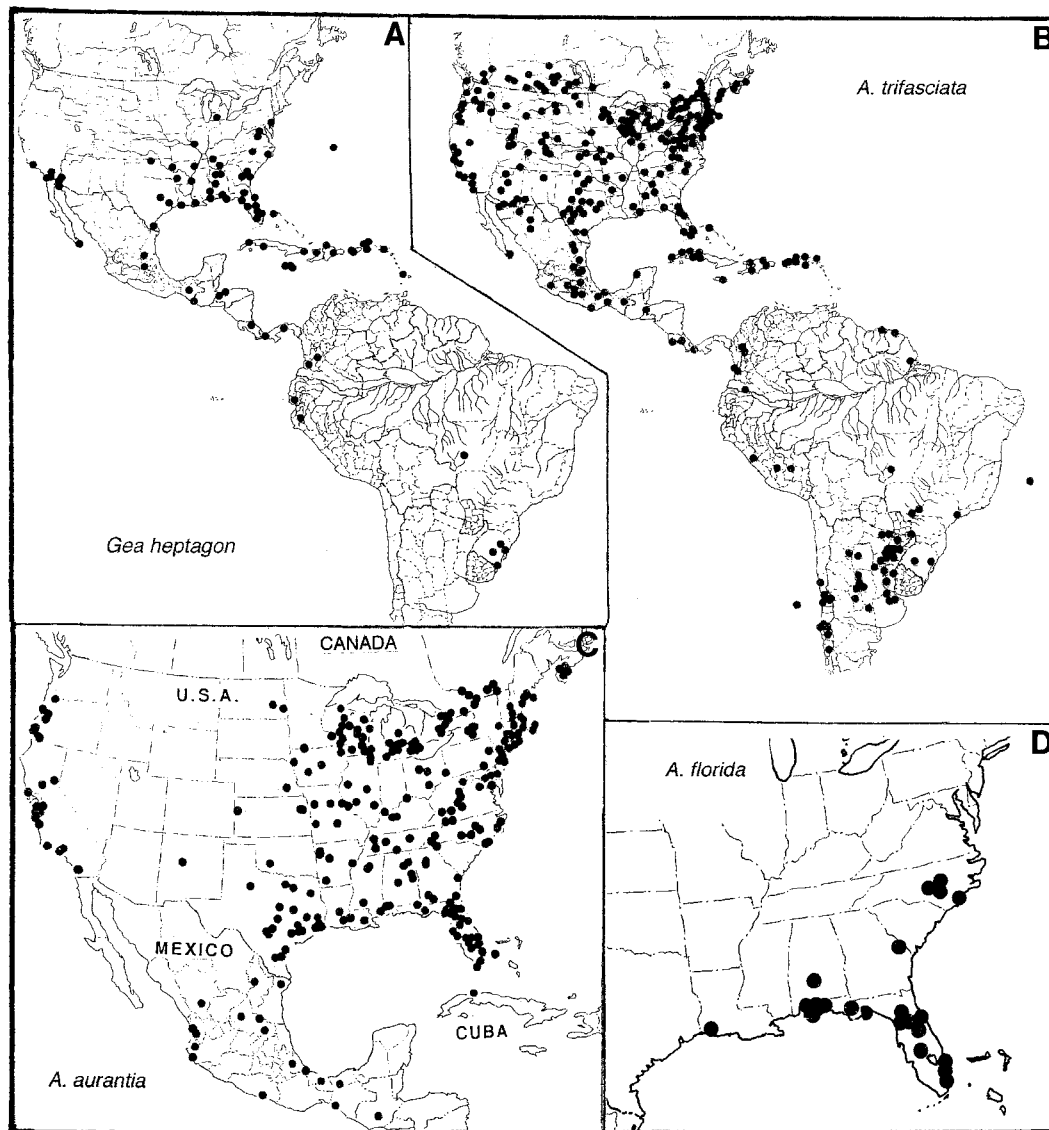 A
Gea heptagon
B
A. trifasciata
C
CANADA
U.S.A.
MEXICO
CUBA
A. aurantia
D
A. florida